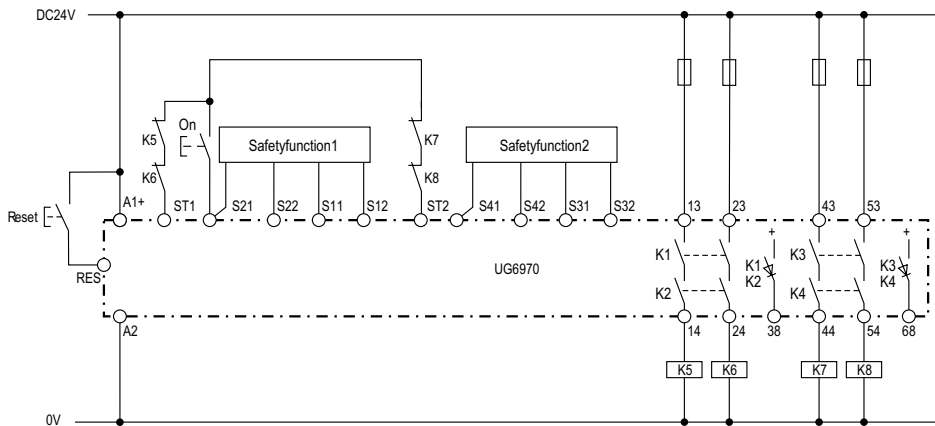 DC24V
On
K5
K6
K7
K8
Safetyfunction1
Safetyfunction2
Reset
A1+
ST1
S21
S22
S11
S12
ST2
S41
S42
S31
S32
13
23
43
53
RES
UG6970
K1
K2
K1
K2
K3
K4
K3
K4
+
+
A2
14
24
38
44
54
68
K5
K6
K7
K8
0V